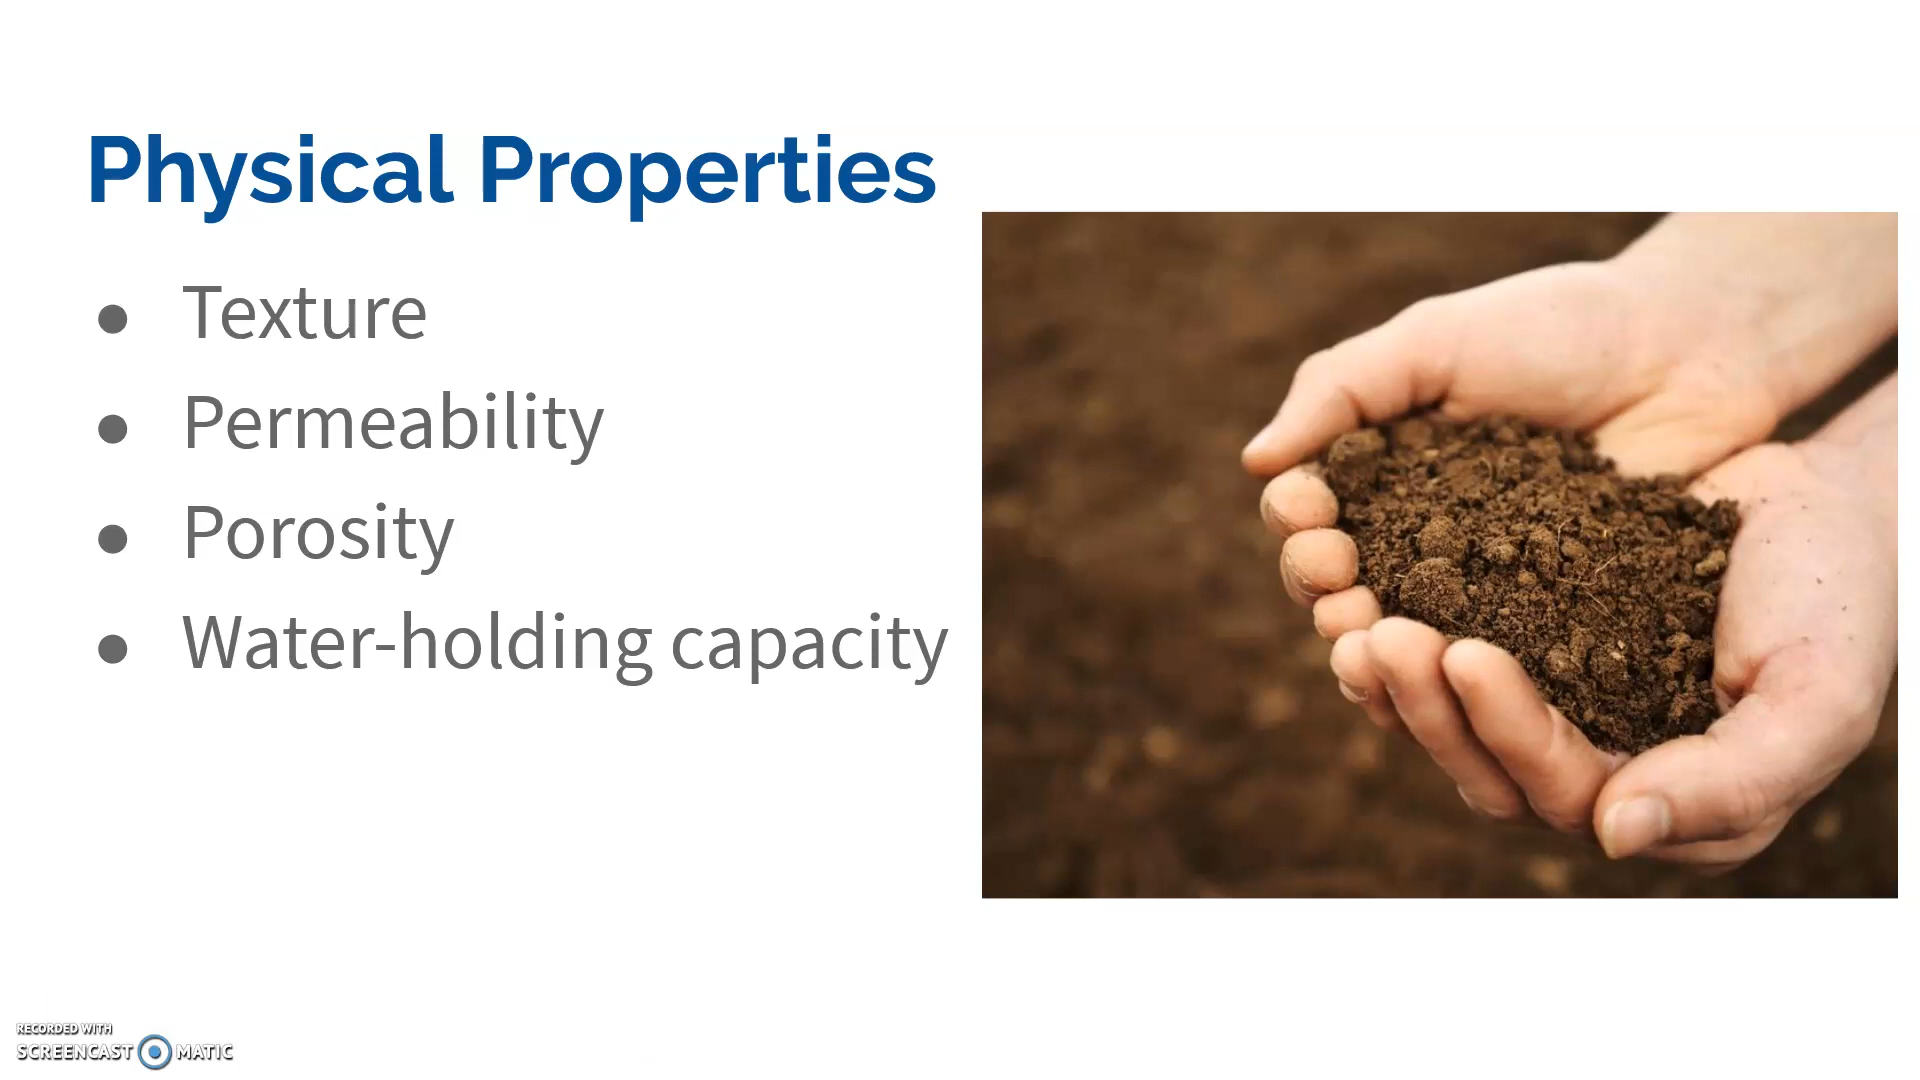 Physical Properties
● Texture
● Permeability
● Porosity
● Water-holding capacity
RECORDED WITH
SCREENCAST MATIC